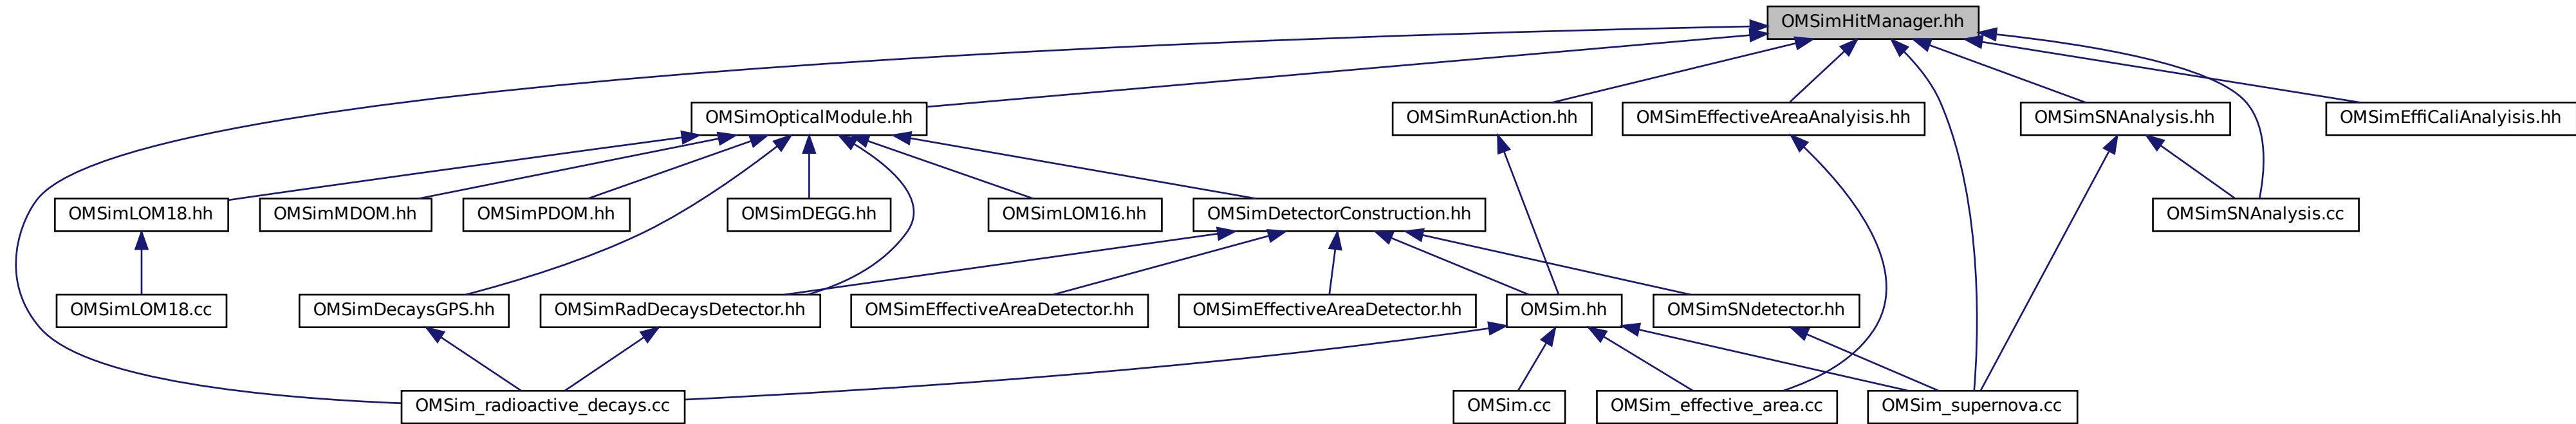 OMSimHitManager.hh
OMSimOpticalModule.hh
OMSimRunAction.hh
OMSimEffectiveAreaAnalyisis.hh
OMSimSNAnalysis.hh
OMSimEffiCaliAnalyisis.hh
OMSimLOM18.hh
OMSimMDOM.hh
OMSimPDOM.hh
OMSimDEGG.hh
OMSimLOM16.hh
OMSimDetectorConstruction.hh
OMSimSNAnalysis.cc
OMSimLOM18.cc
OMSimDecaysGPS.hh
OMSimRadDecaysDetector.hh
OMSimEffectiveAreaDetector.hh
OMSimEffectiveAreaDetector.hh
OMSim.hh
OMSimSNdetector.hh
OMSim_radioactive_decays.cc
OMSim.cc
OMSim_effective_area.cc
OMSim_supernova.cc